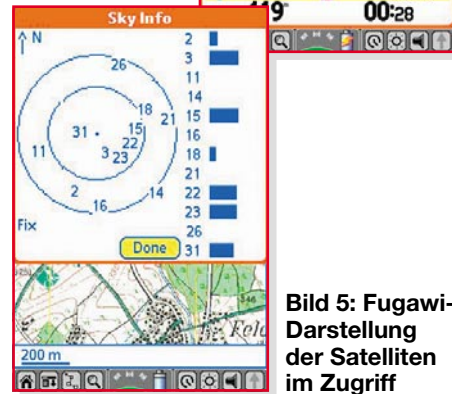 119°
00:28
Sky Info
N
2
3
11
14
15
16
18
21
22
23
26
31
26
18
21
15
31
22
11
3
23
2
14
16
Fix
Done
346
Fel
200 m
Bild 5: Fugawi-
Darstellung
der Satelliten
im Zugriff